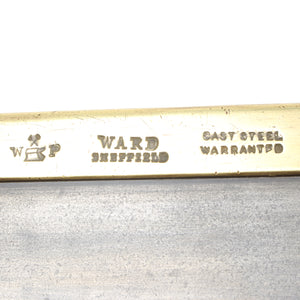 W P
WARD
SHEFFIELD
CAST STEEL
WARRANTED